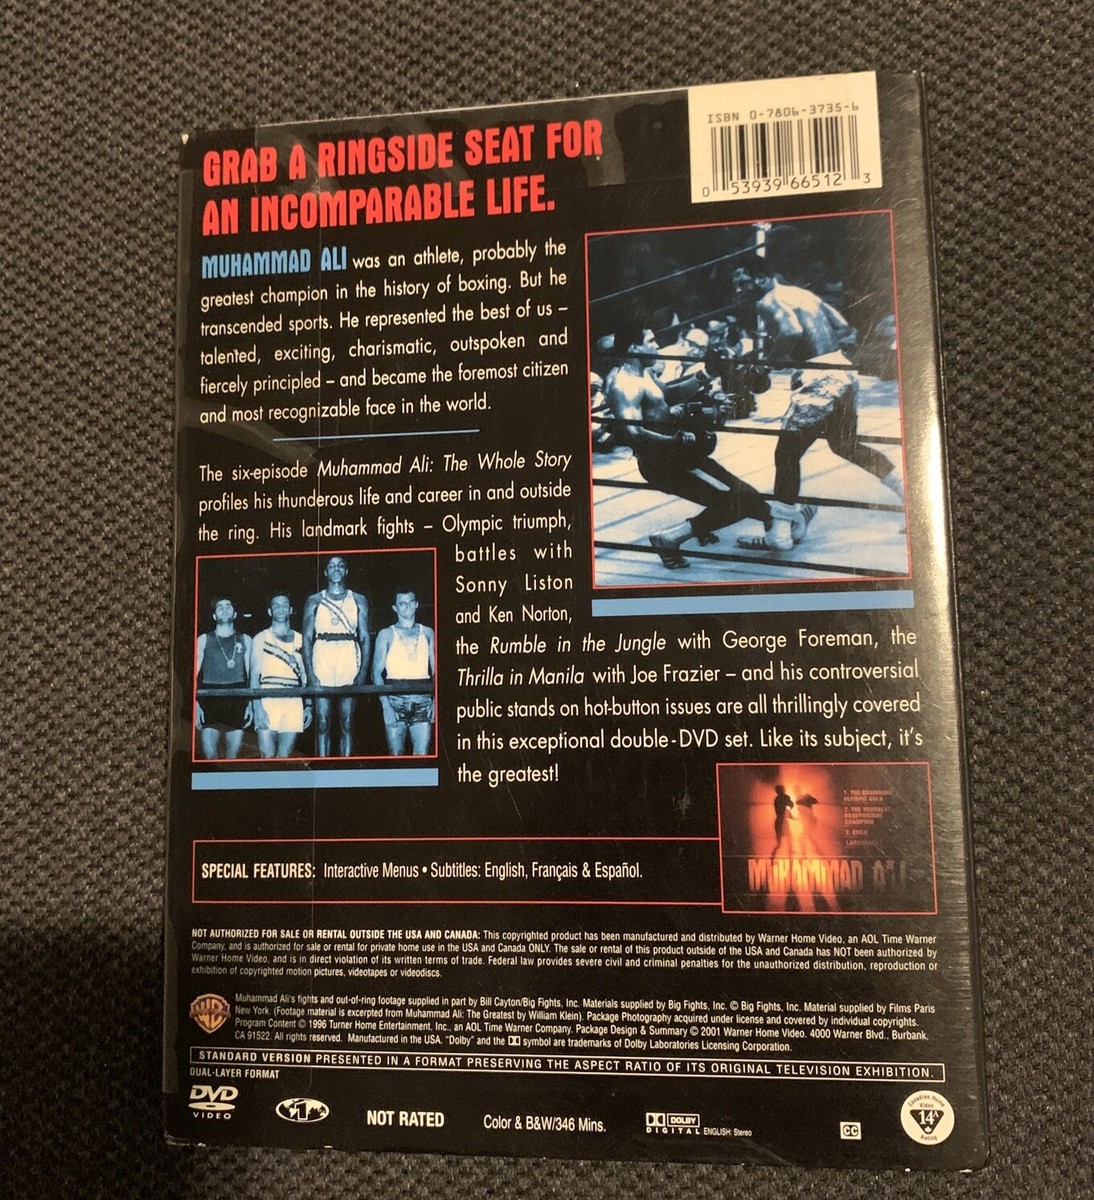 ISBN 0-7806-3735-6
0 53939 66512 3
GRAB A RINGSIDE SEAT FOR
AN INCOMPARABLE LIFE.
MUHAMMAD ALI was an athlete, probably the
greatest champion in the history of boxing. But he
transcended sports. He represented the best of us –
talented, exciting, charismatic, outspoken and
fiercely principled – and became the foremost citizen
and most recognizable face in the world.
The six-episode Muhammad Ali: The Whole Story
profiles his thunderous life and career in and outside
the ring. His landmark fights – Olympic triumph,
battles with
Sonny Liston
and Ken Norton,
the Rumble in the Jungle with George Foreman, the
Thrilla in Manila with Joe Frazier – and his controversial
public stands on hot-button issues are all thrillingly covered
in this exceptional double-DVD set. Like its subject, it's
the greatest!
1. THE BEGINNING
OLYMPIC GOLD
2. THE YOUNGEST
HEAVYWEIGHT
CHAMPION
3. EXILE
LANGUAGES
MUHAMMAD ALI
SPECIAL FEATURES: Interactive Menus • Subtitles: English, Français & Español.
NOT AUTHORIZED FOR SALE OR RENTAL OUTSIDE THE USA AND CANADA: This copyrighted product has been manufactured and distributed by Warner Home Video, an AOL Time Warner
Company, and is authorized for sale or rental for private home use in the USA and Canada ONLY. The sale or rental of this product outside of the USA and Canada has NOT been authorized by
Warner Home Video, and is in direct violation of its written terms of trade. Federal law provides severe civil and criminal penalties for the unauthorized distribution, reproduction or
exhibition of copyrighted motion pictures, videotapes or videodiscs.
Muhammad Ali's fights and out-of-ring footage supplied in part by Bill Cayton/Big Fights, Inc. Materials supplied by Big Fights, Inc. © Big Fights, Inc. Material supplied by Films Paris
New York. (Footage material is excerpted from Muhammad Ali: The Greatest by William Klein). Package Photography acquired under license and covered by individual copyrights.
Program Content © 1996 Turner Home Entertainment, Inc., an AOL Time Warner Company. Package Design & Summary © 2001 Warner Home Video. 4000 Warner Blvd., Burbank,
CA 91522. All rights reserved. Manufactured in the USA. "Dolby" and the DD symbol are trademarks of Dolby Laboratories Licensing Corporation.
STANDARD VERSION PRESENTED IN A FORMAT PRESERVING THE ASPECT RATIO OF ITS ORIGINAL TELEVISION EXHIBITION.
DUAL-LAYER FORMAT
DVD
VIDEO
1
NOT RATED
Color & B&W/346 Mins.
DOLBY
DIGITAL ENGLISH: Stereo
CC
Canadian Home
Video
14A
Rating